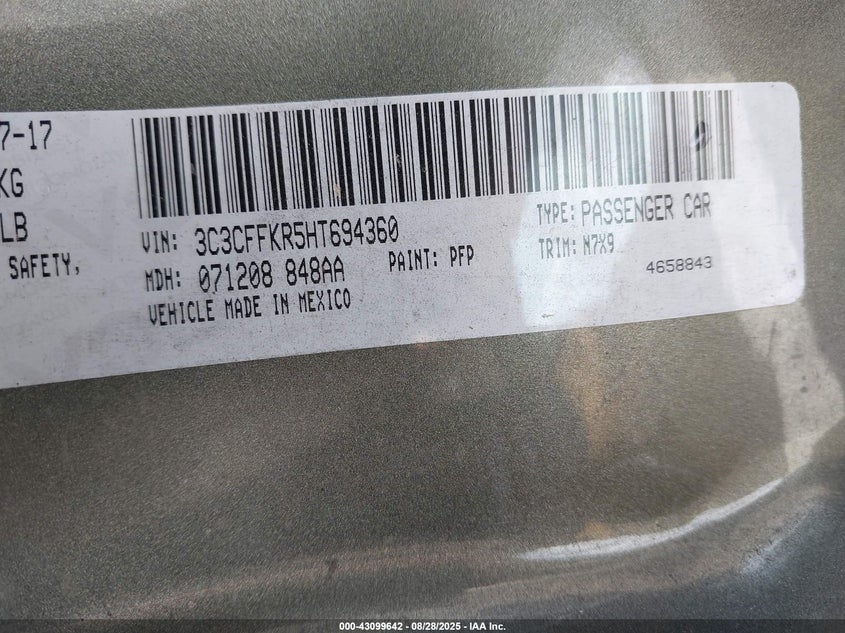 7-17
KG
LB
SAFETY,
VIN: 3C3CFFKR5HT694360
TYPE: PASSENGER CAR
MDH: 071208 848AA
PAINT: PFP
TRIM: N7X9
VEHICLE MADE IN MEXICO
4658843
000-43099642 / 08/28/2025 - IAA Inc.